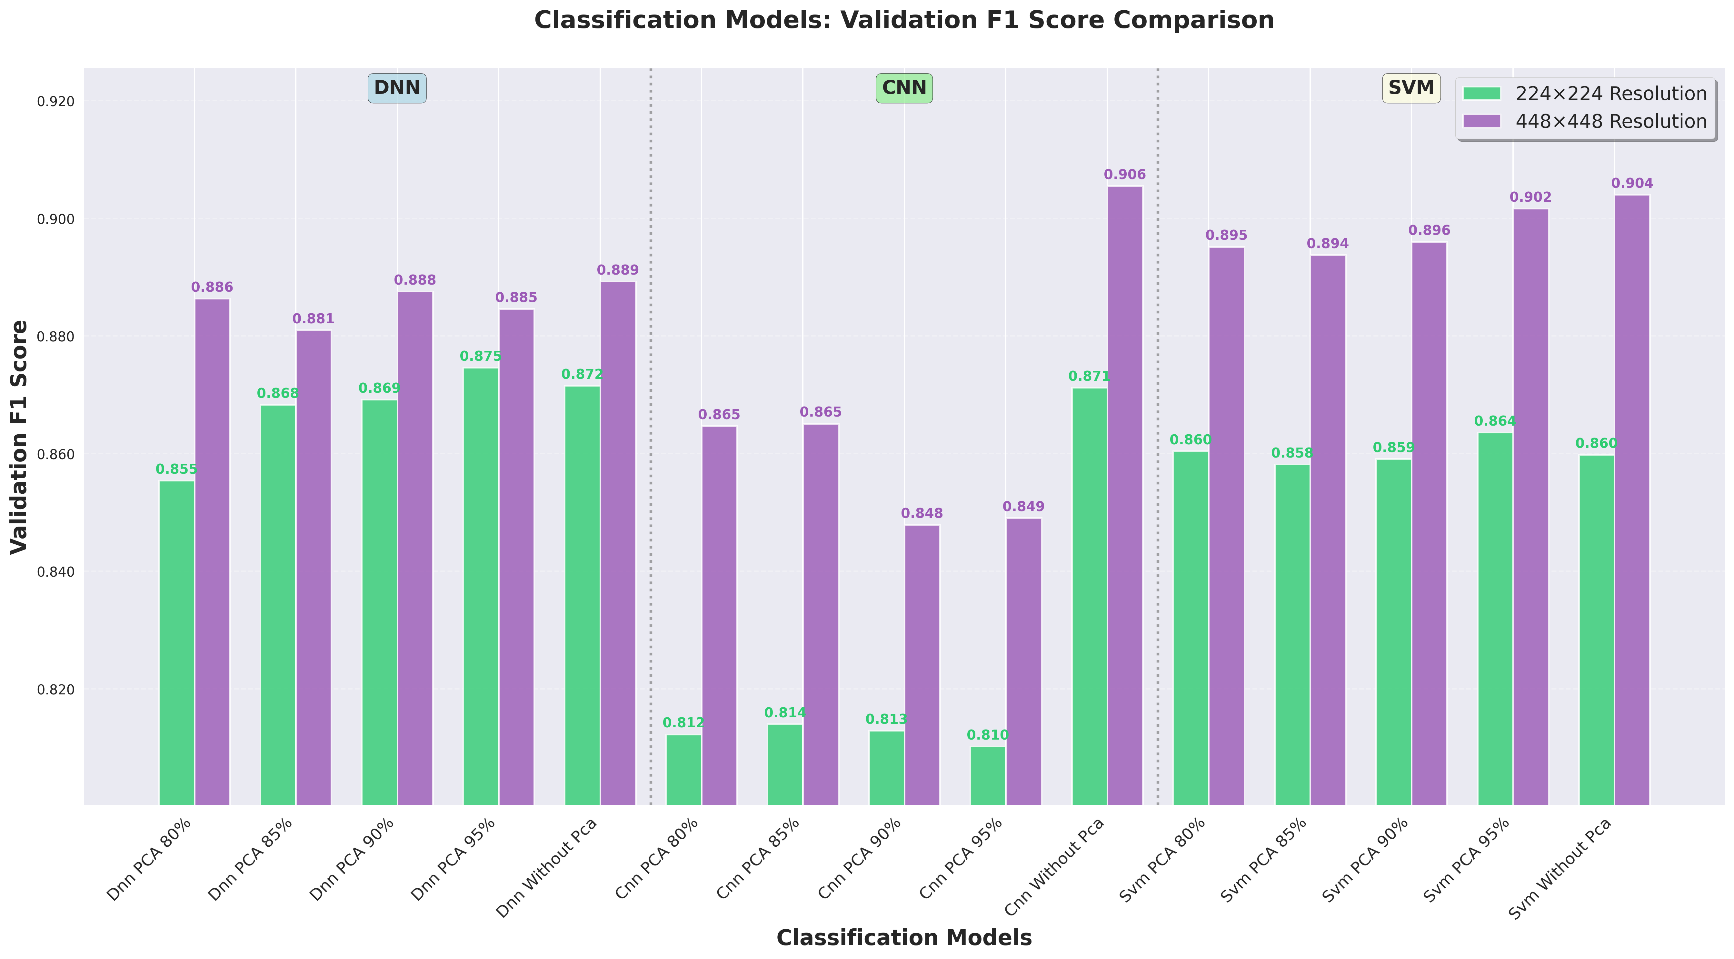 Classification Models: Validation F1 Score Comparison
DNN
CNN
SVM
224×224 Resolution
448×448 Resolution
Validation F1 Score
0.920
0.900
0.880
0.860
0.840
0.820
0.855
0.886
0.868
0.881
0.869
0.888
0.875
0.885
0.872
0.889
0.812
0.865
0.814
0.865
0.813
0.848
0.810
0.849
0.871
0.906
0.860
0.895
0.858
0.894
0.859
0.896
0.864
0.902
0.860
0.904
Dnn PCA 80%
Dnn PCA 85%
Dnn PCA 90%
Dnn PCA 95%
Dnn Without Pca
Cnn PCA 80%
Cnn PCA 85%
Cnn PCA 90%
Cnn PCA 95%
Cnn Without Pca
Svm PCA 80%
Svm PCA 85%
Svm PCA 90%
Svm PCA 95%
Svm Without Pca
Classification Models